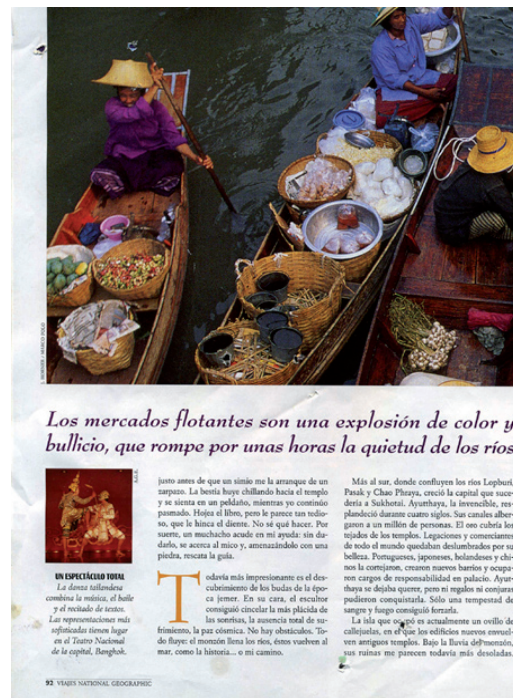 Los mercados flotantes son una explosión de color y
bullicio, que rompe por unas horas la quietud de los ríos
UN ESPECTÁCULO TOTAL
La danza tailandesa
combina la música, el baile
y el recitado de textos.
Las representaciones más
sofisticadas tienen lugar
en el Teatro Nacional
de la capital, Bangkok.
justo antes de que un simio me la arranque de un
zarpazo. La bestia huye chillando hacia el templo
y se sienta en un peldaño, mientras yo continúo
pasmado. Hojea el libro, pero le parece tan tedio-
so, que le hinca el diente. No sé qué hacer. Por
suerte, un muchacho acude en mi ayuda: sin du-
darlo, se acerca al mico y, amenazándolo con una
piedra, rescata la guía.
Todavía más impresionante es el des-
cubrimiento de los budas de la épo-
ca jemer. En su cara, el escultor
consiguió cincelar la más plácida de
las sonrisas, la ausencia total de su-
frimiento, la paz cósmica. No hay obstáculos. To-
do fluye: el monzón llena los ríos, éstos vuelven al
mar, como la historia... o mi camino.
Más al sur, donde confluyen los ríos Lopburi,
Pasak y Chao Phraya, creció la capital que suce-
dería a Sukhotai. Ayutthaya, la invencible, res-
plandeció durante cuatro siglos. Sus canales alber-
garon a un millón de personas. El oro cubría los
tejados de los templos. Legaciones y comerciantes
de todo el mundo quedaban deslumbrados por su
belleza. Portugueses, japoneses, holandeses y chi-
nos la cortejaron, crearon nuevos barrios y ocupa-
ron cargos de responsabilidad en palacio. Ayut-
thaya se dejaba querer, pero ni regalos ni conjuras
pudieron conquistarla. Sólo una tempestad de
sangre y fuego consiguió forzarla.
La isla que ocupó es actualmente un ovillo de
callejuelas, en el que los edificios nuevos envuel-
ven antiguos templos. Bajo la lluvia del monzón,
sus ruinas me parecen todavía más desoladas.
92 VIAJES NATIONAL GEOGRAPHIC